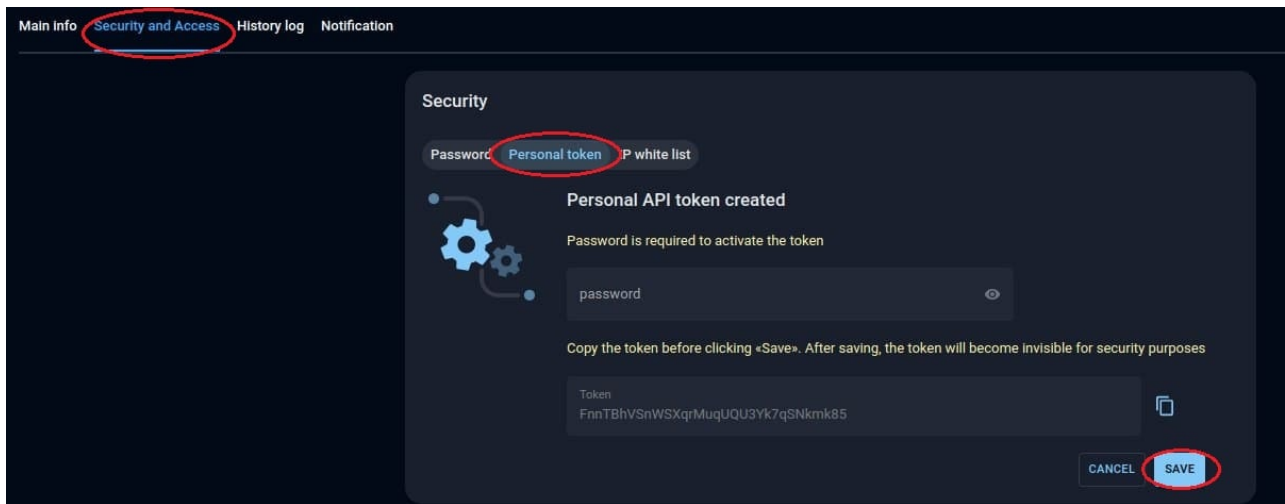 Main info Security and Access History log Notification
Security
Password Personal token IP white list
Personal API token created
Password is required to activate the token
password
Copy the token before clicking «Save». After saving, the token will become invisible for security purposes
Token
FnnTBhVSnWSXqrMuqUQU3Yk7qSNkmk85
CANCEL SAVE